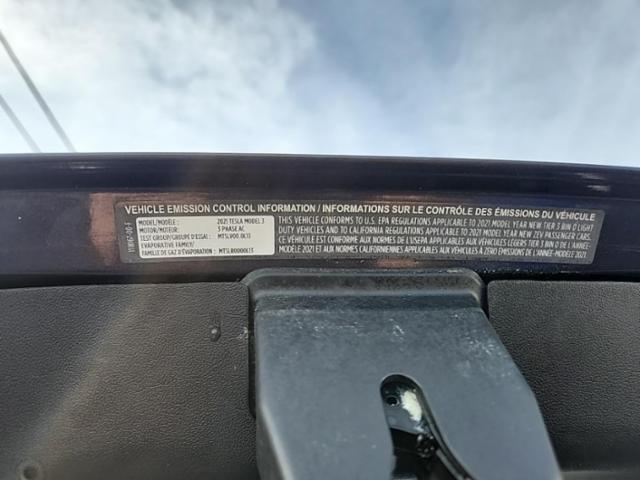 VEHICLE EMISSION CONTROL INFORMATION / INFORMATIONS SUR LE CONTRÔLE DES ÉMISSIONS DU VÉHICULE
MODEL/MODÈLE: 2021 TESLA MODEL 3
MOTOR/MOTEUR: 3 PHASE AC
TEST GROUP/GROUPE D'ESSAI: MTSLV00.0L13
EVAPORATIVE FAMILY/
FAMILLE DE GAZ D'ÉVAPORATION:
THIS VEHICLE CONFORMS TO U.S. EPA REGULATIONS APPLICABLE TO 2021 MODEL YEAR NEW TIER 3 BIN 0 LIGHT
DUTY VEHICLES AND TO CALIFORNIA REGULATIONS APPLICABLE TO 2021 MODEL YEAR NEW ZEV PASSENGER CARS.
CE VÉHICULE EST CONFORME AUX NORMES DE L'USEPA APPLICABLES AUX VÉHICULES LÉGERS TIER 3 BIN 0 DE L'ANNÉE-
MODÈLE 2021 ET AUX NORMES CALIFORNIENNES APPLICABLES AUX VÉHICULES À ZERO EMISSIONS DE L'ANNÉE-MODÈLE 2021.